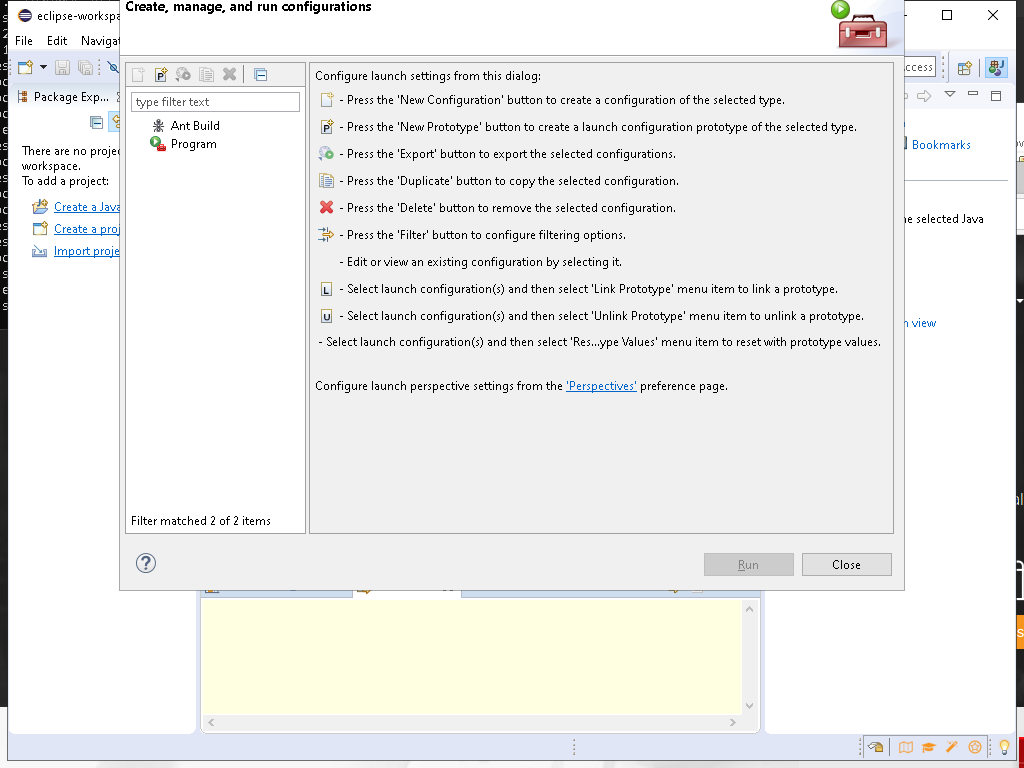 eclipse-workspa
Create, manage, and run configurations
File Edit Navigat
ccess
Package Exp...
type filter text
Ant Build
Program
Filter matched 2 of 2 items
There are no proje
workspace.
To add a project:
Create a Java
Create a proj
Import proje
Configure launch settings from this dialog:
- Press the 'New Configuration' button to create a configuration of the selected type.
P - Press the 'New Prototype' button to create a launch configuration prototype of the selected type.
- Press the 'Export' button to export the selected configurations.
- Press the 'Duplicate' button to copy the selected configuration.
- Press the 'Delete' button to remove the selected configuration.
- Press the 'Filter' button to configure filtering options.
- Edit or view an existing configuration by selecting it.
L - Select launch configuration(s) and then select 'Link Prototype' menu item to link a prototype.
U - Select launch configuration(s) and then select 'Unlink Prototype' menu item to unlink a prototype.
- Select launch configuration(s) and then select 'Res...ype Values' menu item to reset with prototype values.
Configure launch perspective settings from the 'Perspectives' preference page.
Bookmarks
e selected Java
view
? Run Close